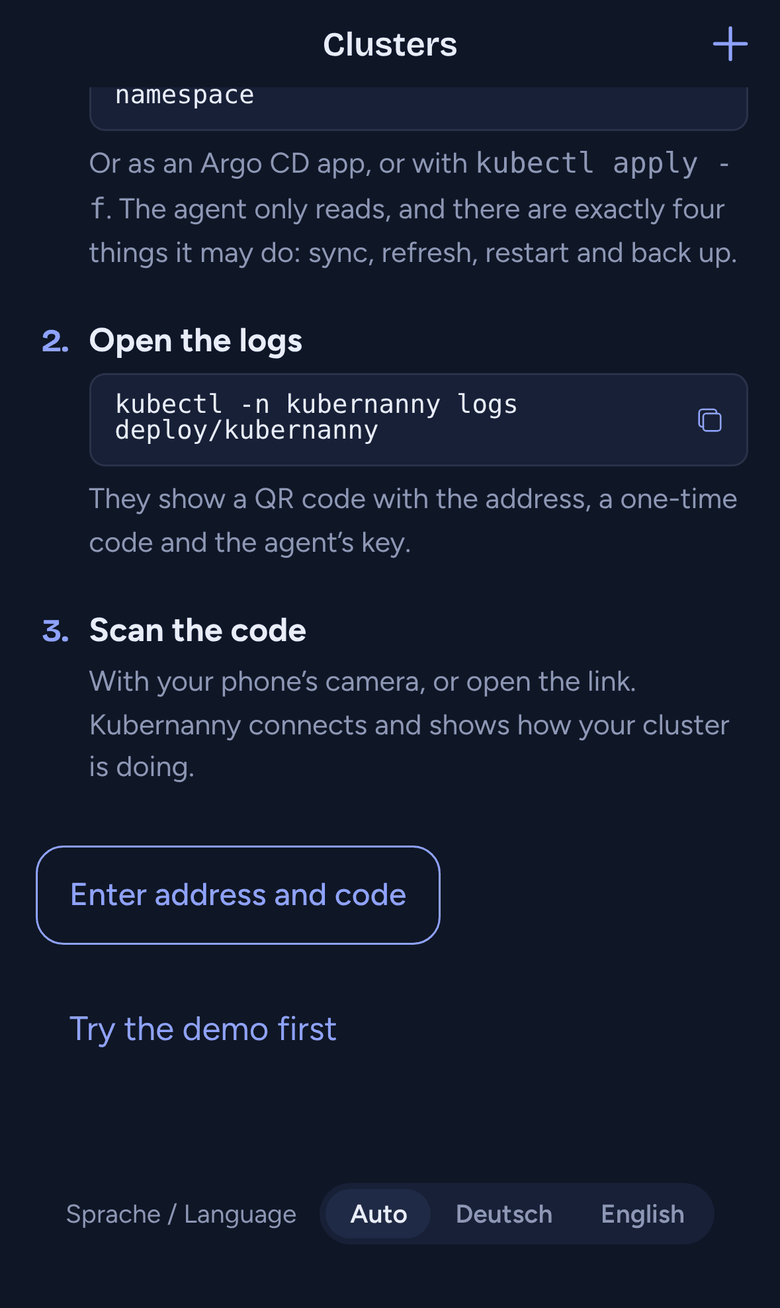 Clusters
namespace
Or as an Argo CD app, or with kubectl apply -
f. The agent only reads, and there are exactly four
things it may do: sync, refresh, restart and back up.
2. Open the logs
kubectl -n kubernanny logs
deploy/kubernanny
They show a QR code with the address, a one-time
code and the agent’s key.
3. Scan the code
With your phone’s camera, or open the link.
Kubernanny connects and shows how your cluster
is doing.
Enter address and code
Try the demo first
Sprache / Language Auto Deutsch English